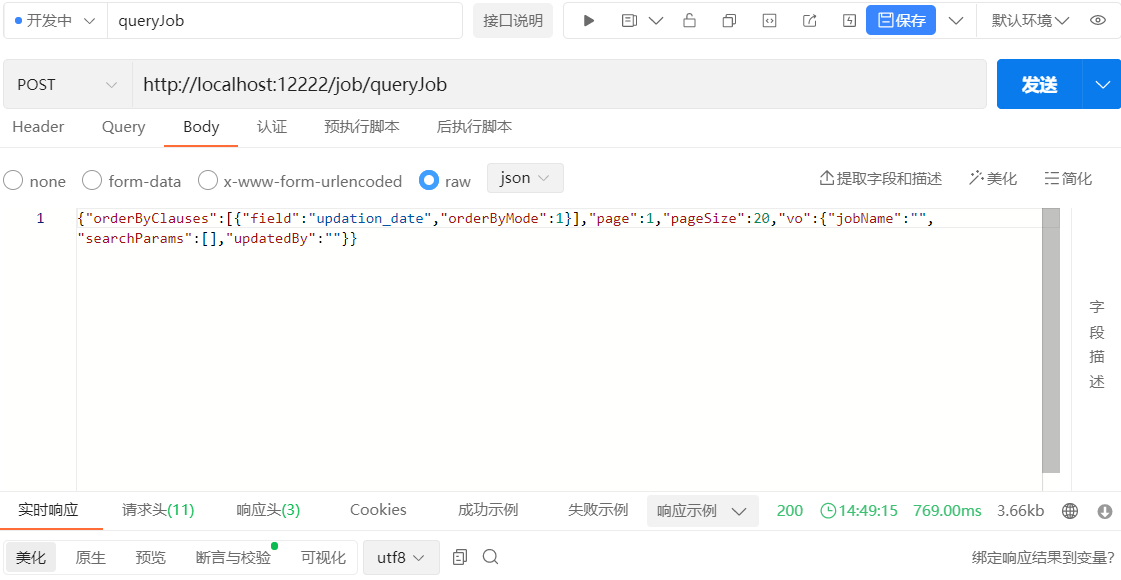 开发中 queryJob 接口说明 保存 默认环境
POST http://localhost:12222/job/queryJob 发送
Header Query Body 认证 预执行脚本 后执行脚本
none form-data x-www-form-urlencoded raw json 提取字段和描述 美化 简化
1 {"orderByClauses":[{"field":"updation_date","orderByMode":1}],"page":1,"pageSize":20,"vo":{"jobName":"",
"searchParams":[],"updatedBy":""}}
字
段
描
述
实时响应 请求头(11) 响应头(3) Cookies 成功示例 失败示例 响应示例 200 14:49:15 769.00ms 3.66kb
美化 原生 预览 断言与校验 可视化 utf8 绑定响应结果到变量?